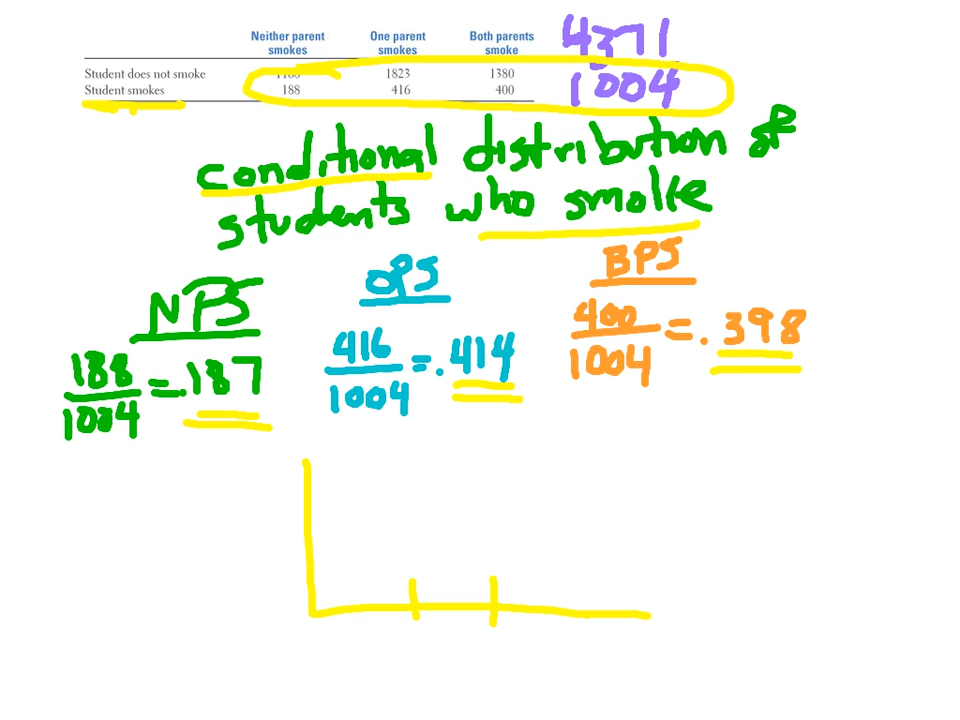 Neither parent smokes One parent smokes Both parents smoke
4371
Student does not smoke 1823 1380
Student smokes 188 416 400 1004
conditional distribution of
students who smoke
NPS OPS BPS
188/1004 = .187 416/1004 = .414 400/1004 = .398